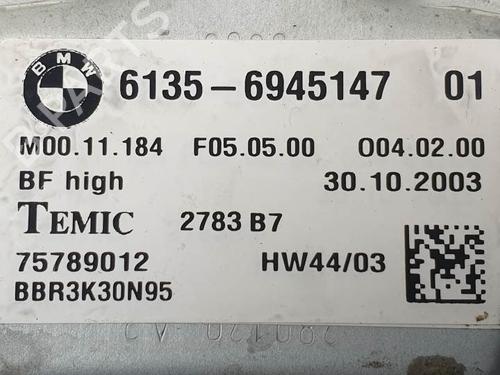 BMW
6135-6945147 01
M00.11.184 F05.05.00 O04.02.00
BF high 30.10.2003
TEMIC 2783 B7
75789012 HW44/03
BBR3K30N95